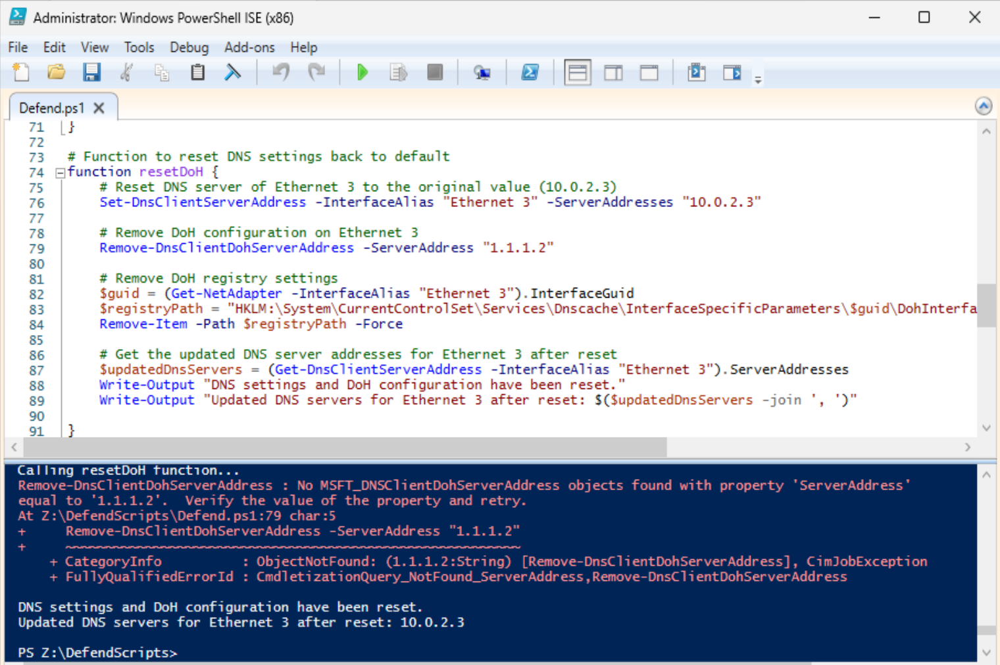 Administrator: Windows PowerShell ISE (x86)
File Edit View Tools Debug Add-ons Help
Defend.ps1
71 }
72
73 # Function to reset DNS settings back to default
74 function resetDoH {
75 # Reset DNS server of Ethernet 3 to the original value (10.0.2.3)
76 Set-DnsClientServerAddress -InterfaceAlias "Ethernet 3" -ServerAddresses "10.0.2.3"
77
78 # Remove DoH configuration on Ethernet 3
79 Remove-DnsClientDohServerAddress -ServerAddress "1.1.1.2"
80
81 # Remove DoH registry settings
82 $guid = (Get-NetAdapter -InterfaceAlias "Ethernet 3").InterfaceGuid
83 $registryPath = "HKLM:\System\CurrentControlSet\Services\Dnscache\InterfaceSpecificParameters\$guid\DohInterfa
84 Remove-Item -Path $registryPath -Force
85
86 # Get the updated DNS server addresses for Ethernet 3 after reset
87 $updatedDnsServers = (Get-DnsClientServerAddress -InterfaceAlias "Ethernet 3").ServerAddresses
88 Write-Output "DNS settings and DoH configuration have been reset."
89 Write-Output "Updated DNS servers for Ethernet 3 after reset: $($updatedDnsServers -join ', ')"
90
91 }
Calling resetDoH function...
Remove-DnsClientDohServerAddress : No MSFT_DNSClientDohServerAddress objects found with property 'ServerAddress'
equal to '1.1.1.2'.  Verify the value of the property and retry.
At Z:\DefendScripts\Defend.ps1:79 char:5
+     Remove-DnsClientDohServerAddress -ServerAddress "1.1.1.2"
+     ~~~~~~~~~~~~~~~~~~~~~~~~~~~~~~~~~~~~~~~~~~~~~~~~~~~~~~~~~
    + CategoryInfo          : ObjectNotFound: (1.1.1.2:String) [Remove-DnsClientDohServerAddress], CimJobException
    + FullyQualifiedErrorId : CmdletizationQuery_NotFound_ServerAddress,Remove-DnsClientDohServerAddress
DNS settings and DoH configuration have been reset.
Updated DNS servers for Ethernet 3 after reset: 10.0.2.3
PS Z:\DefendScripts>